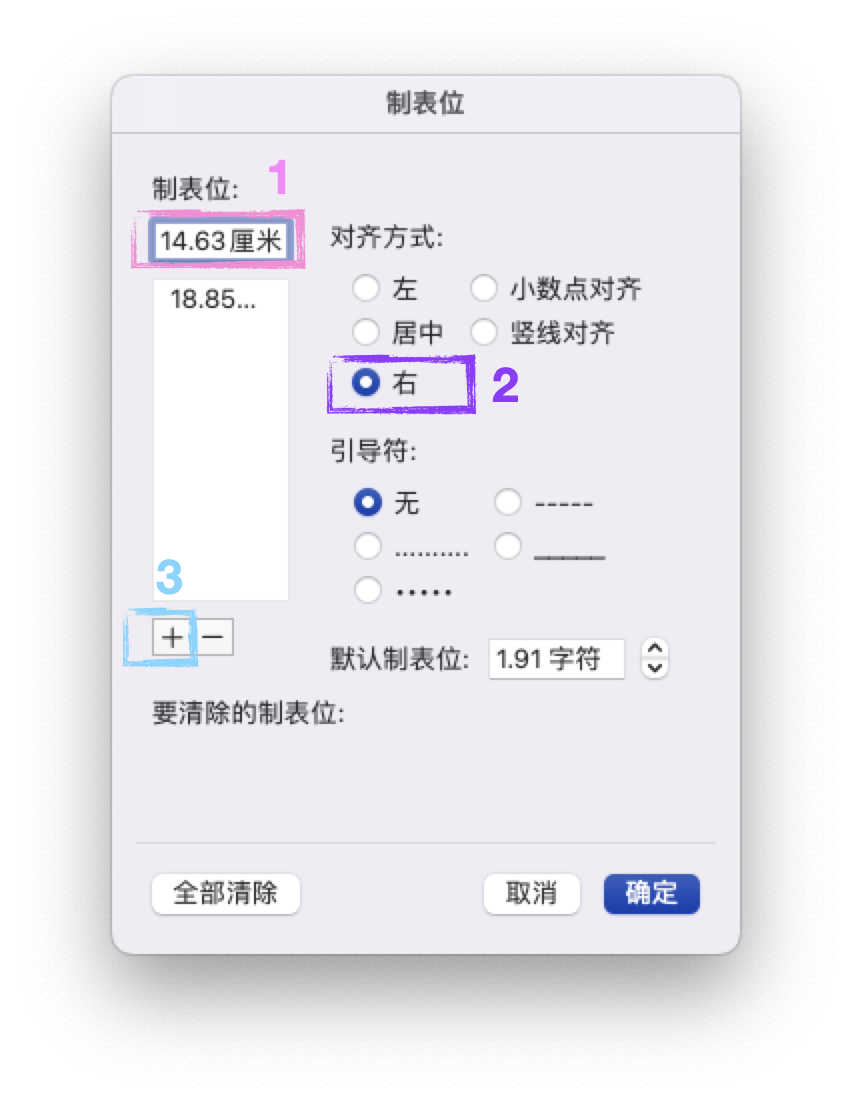 制表位
制表位: 1
14.63厘米
对齐方式:
18.85...
左 小数点对齐
居中 竖线对齐
右 2
引导符:
无 -----
.......... _____
•••••
3
+ −
默认制表位: 1.91 字符
要清除的制表位:
全部清除 取消 确定